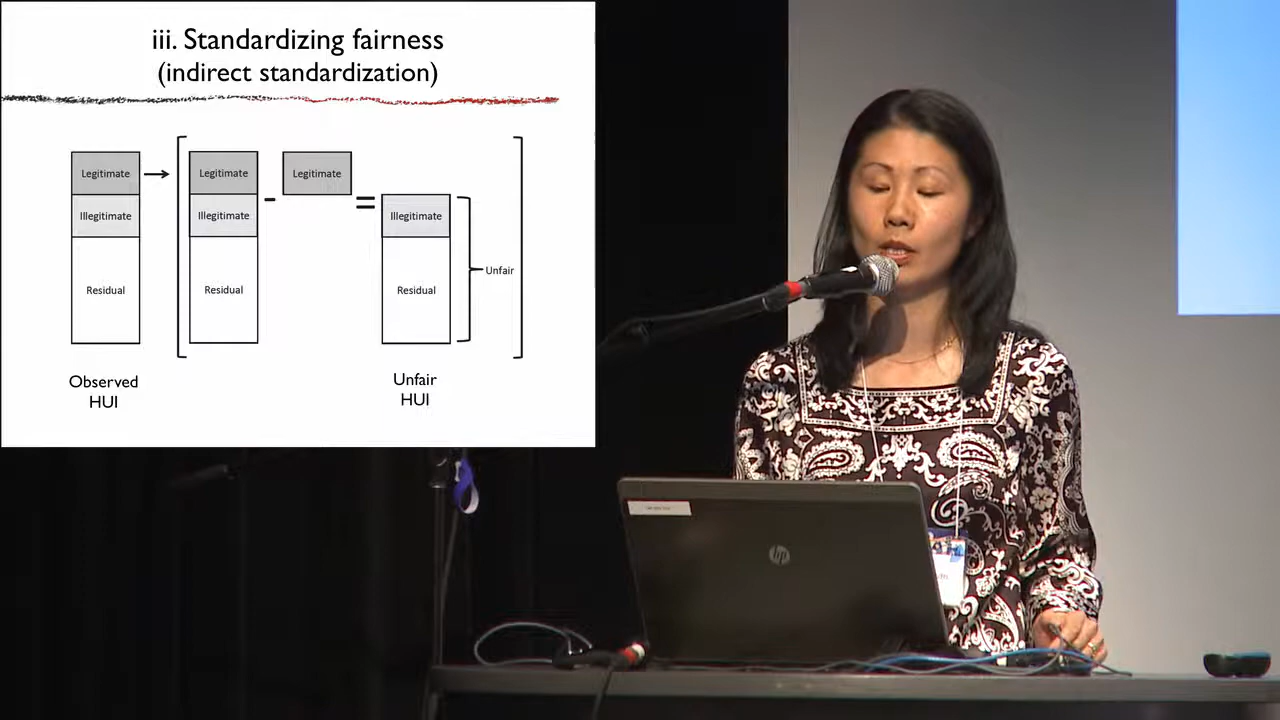 iii. Standardizing fairness
(indirect standardization)
Legitimate
Legitimate
Legitimate
-
=
Illegitimate
Illegitimate
Illegitimate
Residual
Residual
Residual
Unfair
Observed
HUI
Unfair
HUI
hp